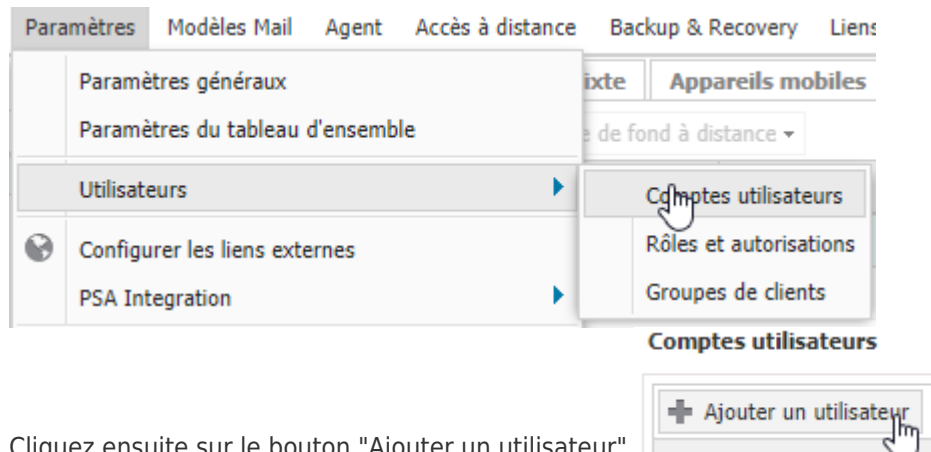 Paramètres Modèles Mail Agent Accès à distance Backup & Recovery Liens
Paramètres généraux
ixte Appareils mobiles
Paramètres du tableau d'ensemble
de fond à distance
Utilisateurs
Comptes utilisateurs
Rôles et autorisations
Configurer les liens externes
PSA Integration
Groupes de clients
Comptes utilisateurs
Ajouter un utilisateur
Cliquez ensuite sur le bouton "Ajouter un utilisateur"